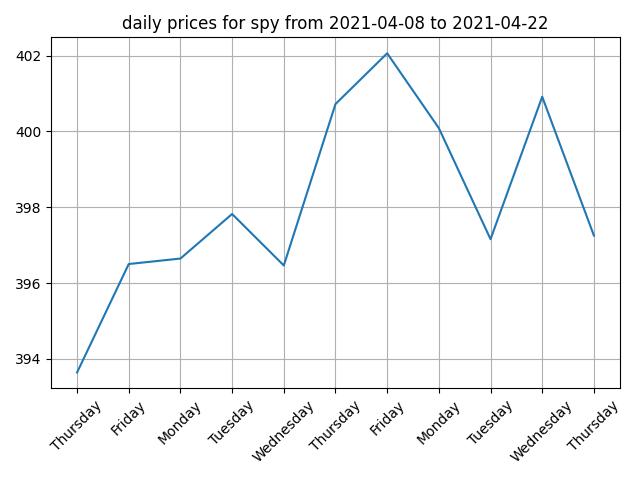 daily prices for spy from 2021-04-08 to 2021-04-22
402
400
398
396
394
Thursday
Friday
Monday
Tuesday
Wednesday
Thursday
Friday
Monday
Tuesday
Wednesday
Thursday